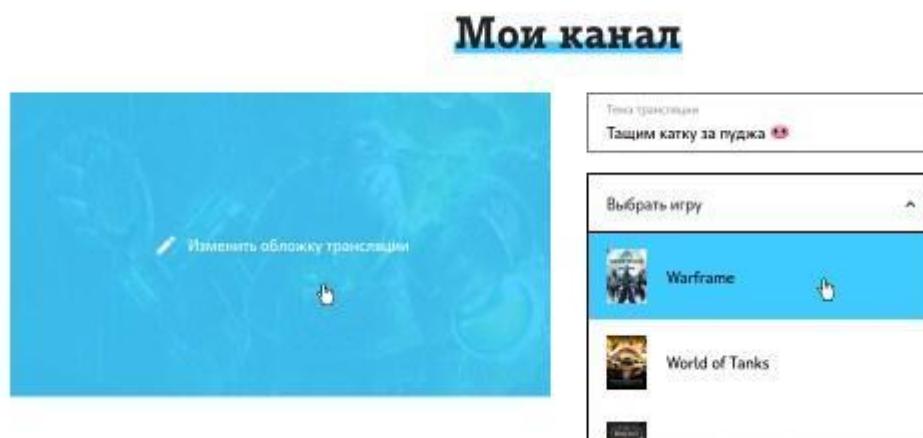 Мои канал
Изменить обложку трансляции
Тема трансляции
Тащим катку за пуджа 🐽
Выбрать игру
Warframe
World of Tanks